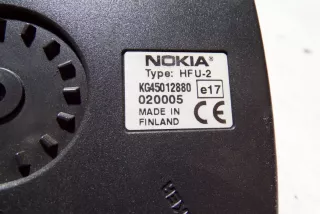 NOKIA
Type: HFU-2
KG45012880 e17
020005
MADE IN
FINLAND CE